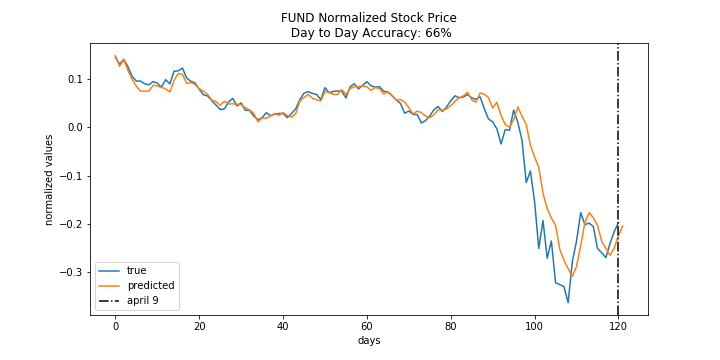 FUND Normalized Stock Price
Day to Day Accuracy: 66%
normalized values
0.1
0.0
−0.1
−0.2
−0.3
true
predicted
april 9
0 20 40 60 80 100 120
days